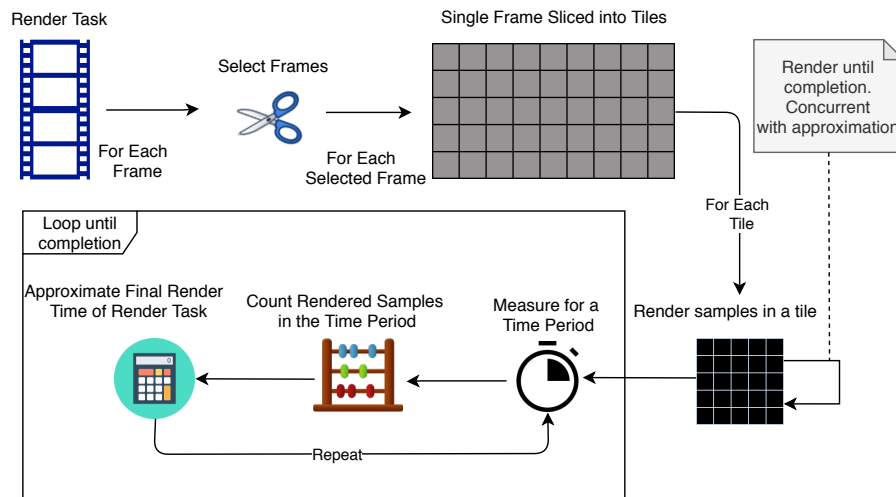 Render Task
Single Frame Sliced into Tiles
Select Frames
For Each
Frame
For Each
Selected Frame
Render until
completion.
Concurrent
with approximation
For Each
Tile
Loop until
completion
Approximate Final Render
Time of Render Task
Count Rendered Samples
in the Time Period
Measure for a
Time Period
Render samples in a tile
0
Repeat